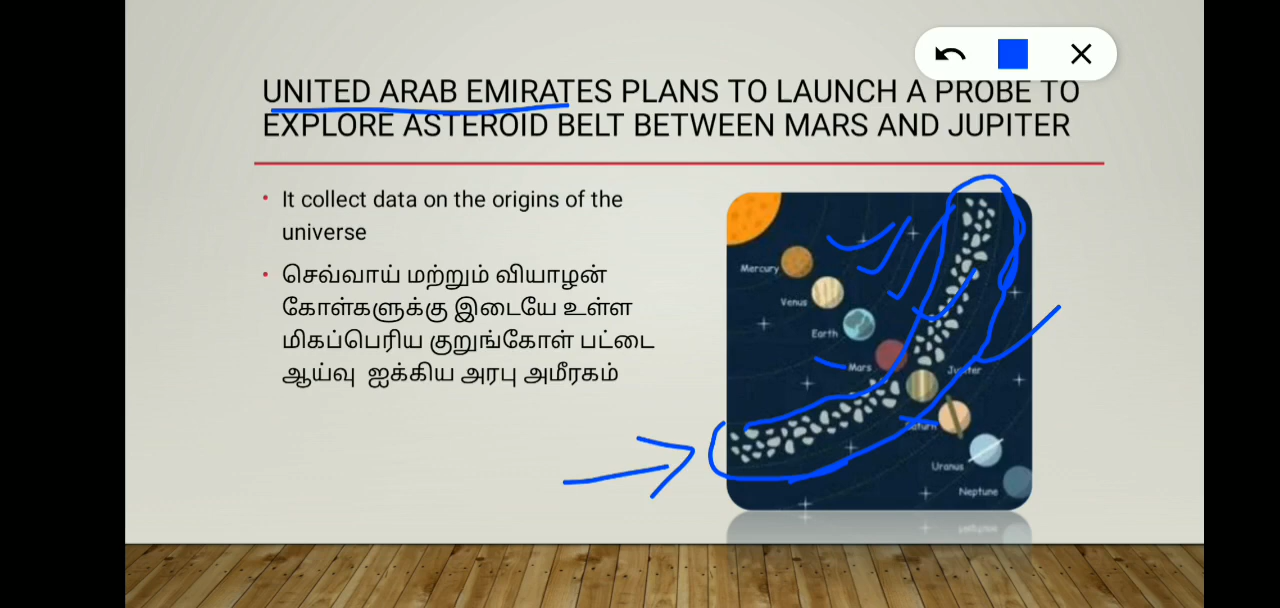 UNITED ARAB EMIRATES PLANS TO LAUNCH A PROBE TO
EXPLORE ASTEROID BELT BETWEEN MARS AND JUPITER
• It collect data on the origins of the
universe
• செவ்வாய் மற்றும் வியாழன்
கோள்களுக்கு இடையே உள்ள
மிகப்பெரிய குறுங்கோள் பட்டை
ஆய்வு ஐக்கிய அரபு அமீரகம்
Mercury
Venus
Earth
Mars
Jupiter
Saturn
Uranus
Neptune